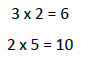 3 x 2 = 6
2 x 5 = 10